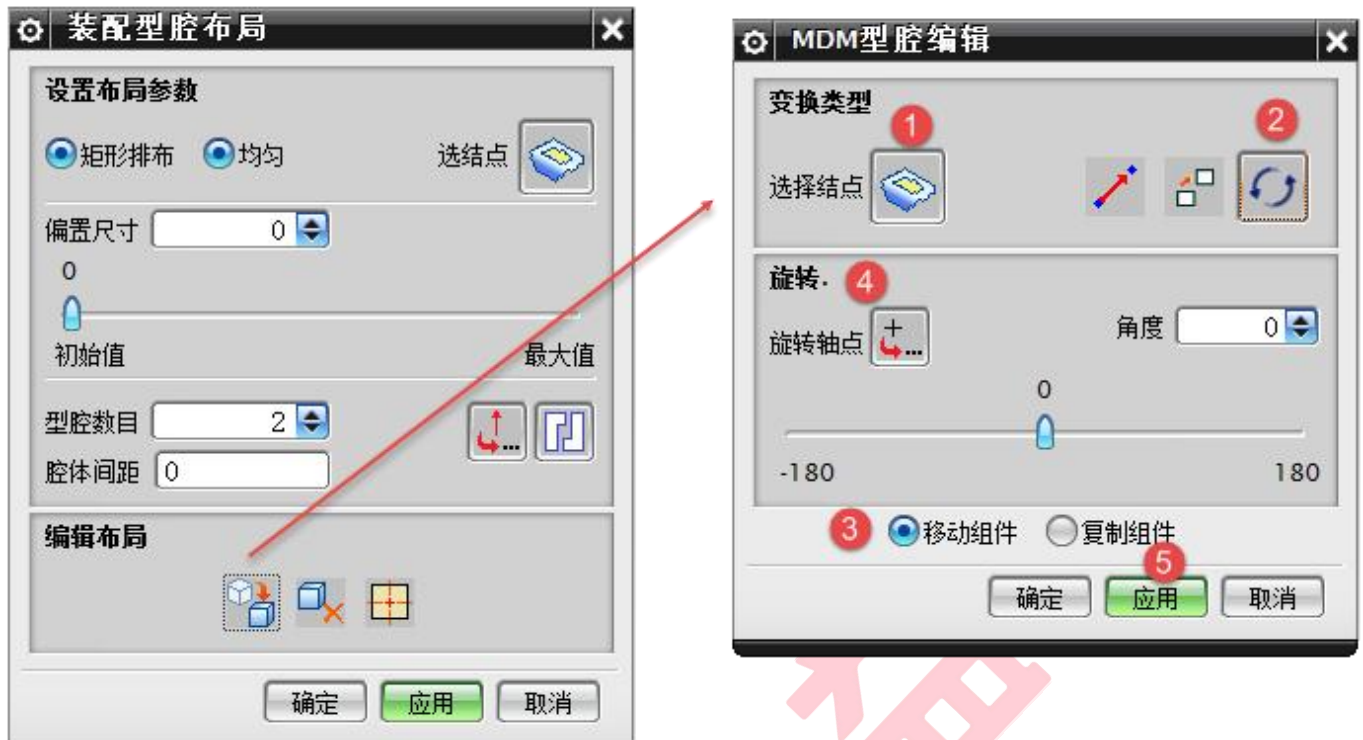 装配型腔布局
设置布局参数
矩形排布 均匀 选结点
偏置尺寸 0
0
初始值 最大值
型腔数目 2
腔体间距 0
编辑布局
确定 应用 取消
MDM型腔编辑
变换类型
1 2
选择结点
旋转. 4
旋转轴点 角度 0
0
-180 180
3 移动组件 复制组件
5
确定 应用 取消